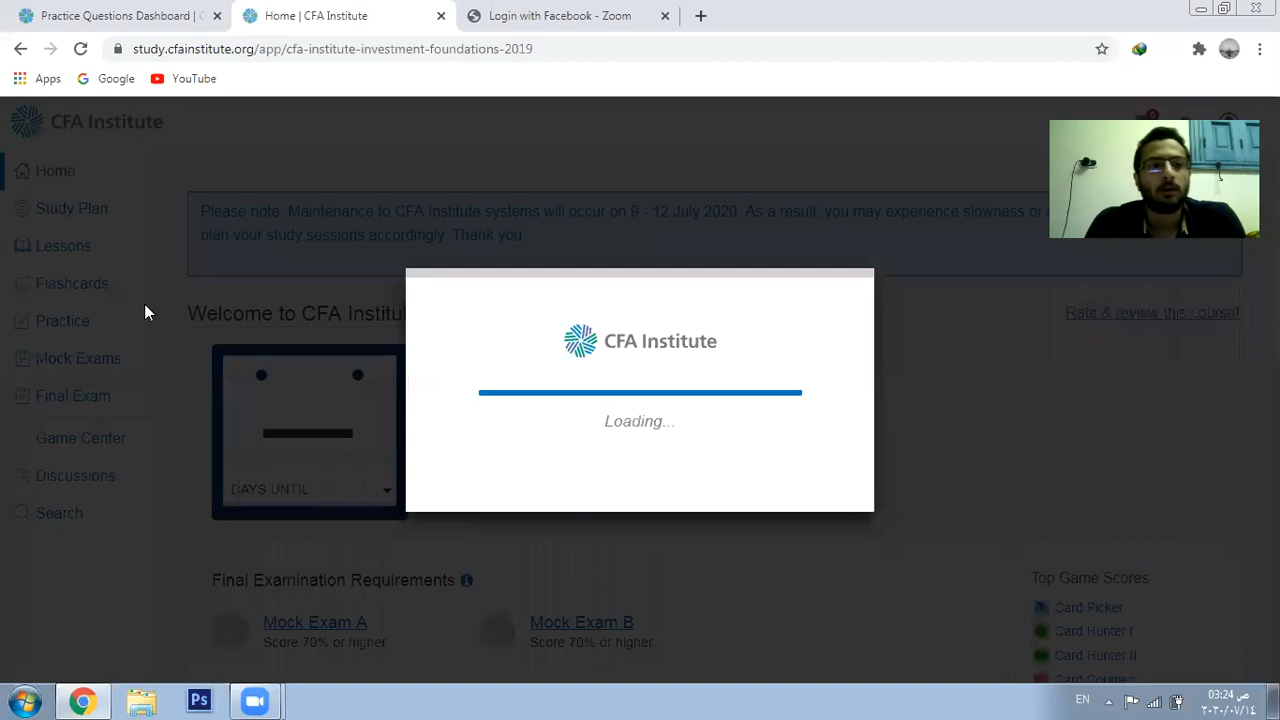 Practice Questions Dashboard |
Home | CFA Institute
Login with Facebook - Zoom
study.cfainstitute.org/app/cfa-institute-investment-foundations-2019
Apps
Google
YouTube
CFA Institute
Home
Study Plan
Lessons
Flashcards
Practice
Mock Exams
Final Exam
Game Center
Discussions
Search
Please note Maintenance to CFA Institute systems will occur on 9 - 12 July 2020. As a result, you may experience slowness or
plan your study sessions accordingly. Thank you.
Welcome to CFA
Rate & review this course!
DAYS UNTIL
CFA Institute
Loading...
Final Examination Requirements
Mock Exam A
Score 70% or higher
Mock Exam B
Score 70% or higher
Top Game Scores
Card Picker
Card Hunter I
Card Hunter II
Ps
EN
03:24 ص
٢٠٢٠/٠٧/١٤